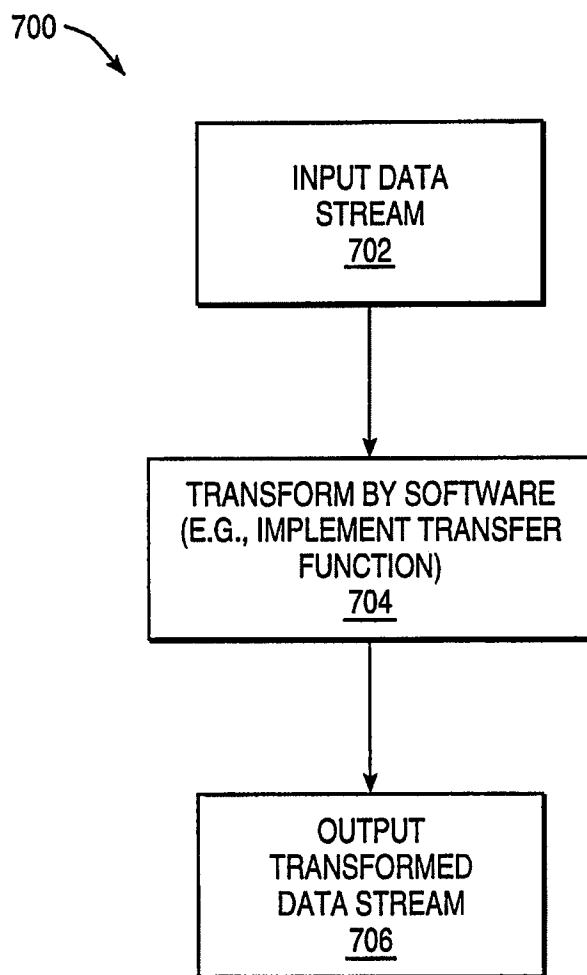 700
INPUT DATA
STREAM
702
TRANSFORM BY SOFTWARE
(E.G., IMPLEMENT TRANSFER
FUNCTION)
704
OUTPUT
TRANSFORMED
DATA STREAM
706